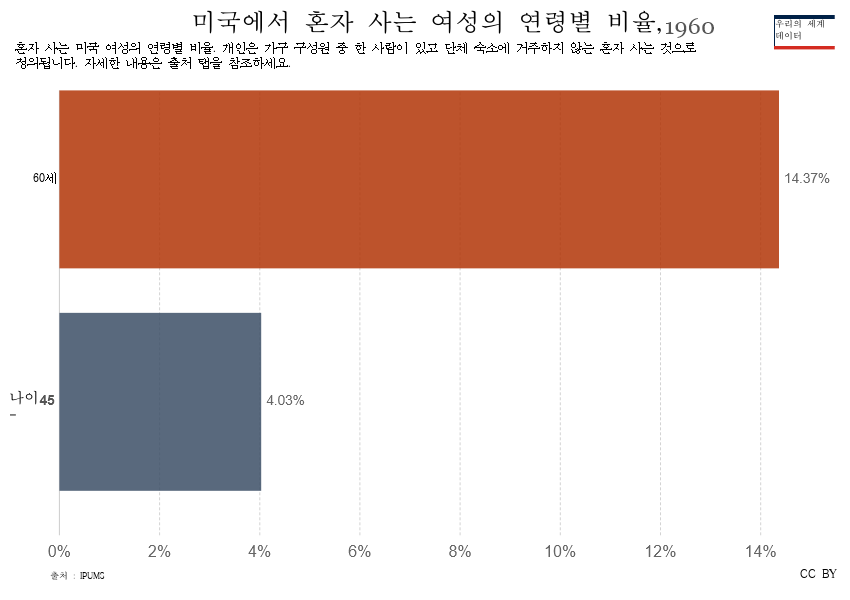 미국에서 혼자 사는 여성의 연령별 비율,1960
우리의 세계
데이터
혼자 사는 미국 여성의 연령별 비율. 개인은 가구 구성원 중 한 사람이 있고 단체 숙소에 거주하지 않는 혼자 사는 것으로
정의됩니다. 자세한 내용은 출처 탭을 참조하세요.
60세
14.37%
나이45
4.03%
0% 2% 4% 6% 8% 10% 12% 14%
출처 : IPUMS
CC BY